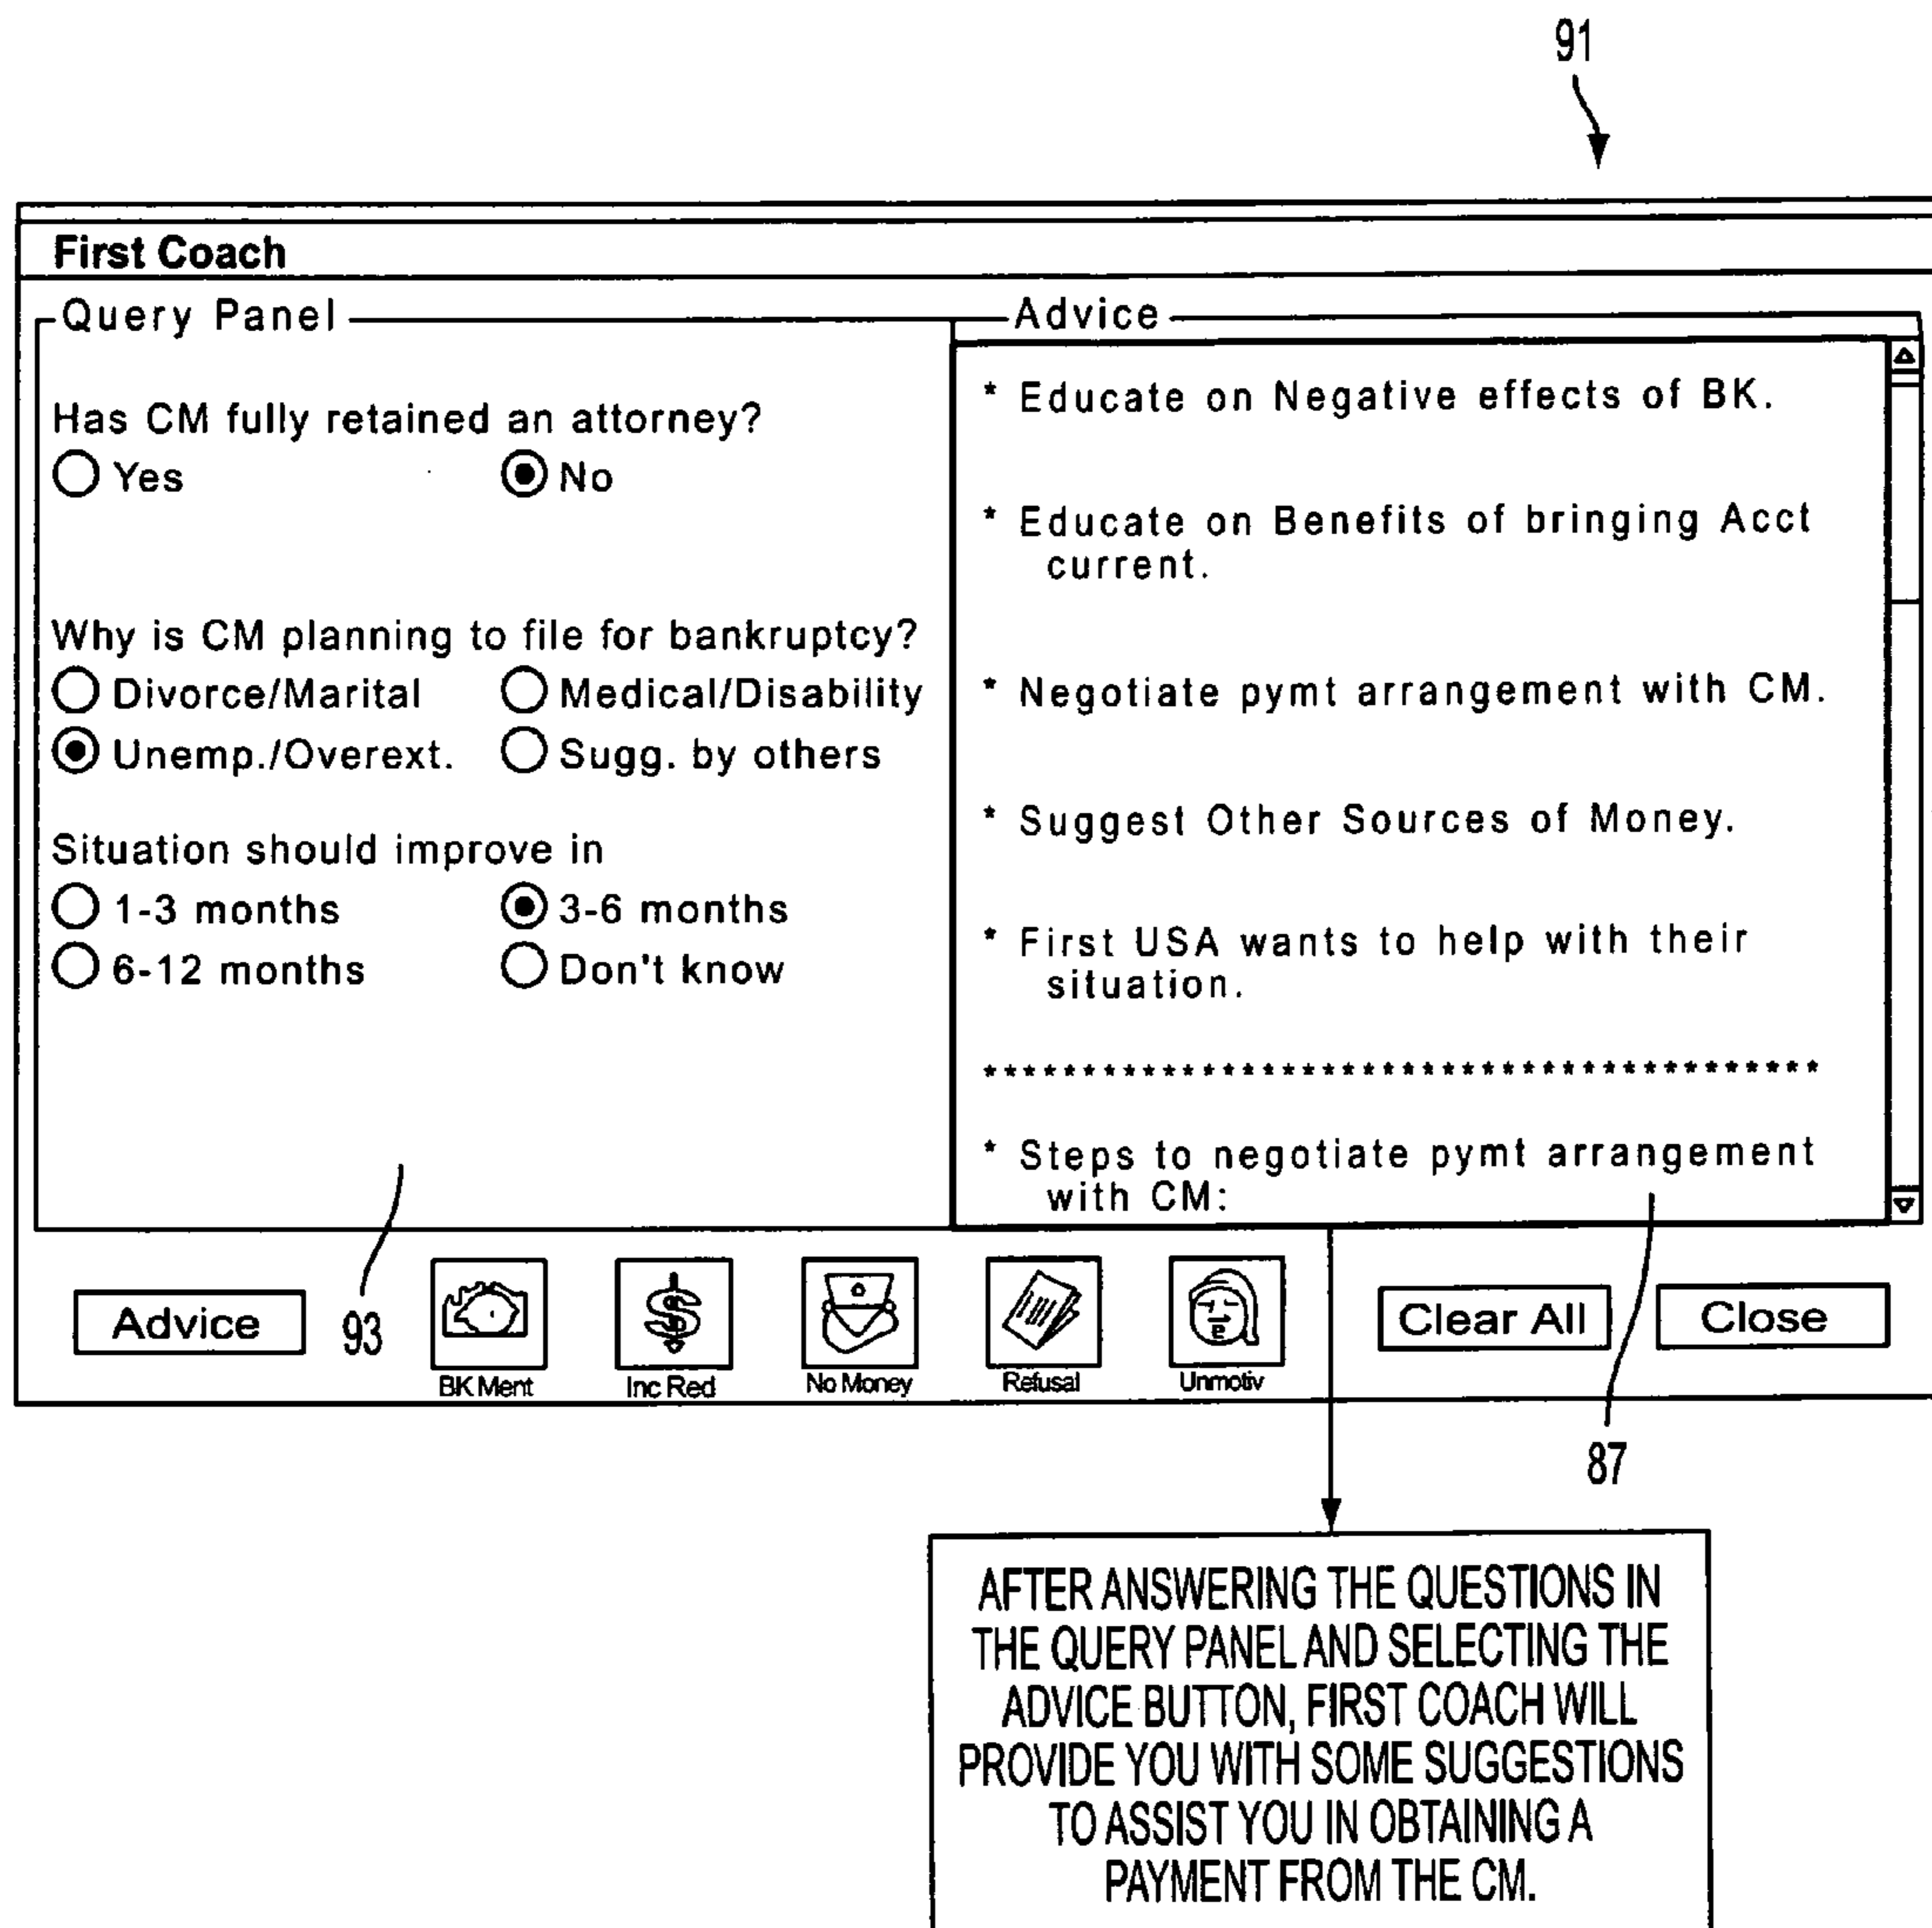 91
First Coach
Query Panel
Has CM fully retained an attorney?
Yes No
Why is CM planning to file for bankruptcy?
Divorce/Marital Medical/Disability
Unemp./Overext. Sugg. by others
Situation should improve in
1-3 months 3-6 months
6-12 months Don't know
Advice
* Educate on Negative effects of BK.
* Educate on Benefits of bringing Acct
current.
* Negotiate pymt arrangement with CM.
* Suggest Other Sources of Money.
* First USA wants to help with their
situation.
******************************************
* Steps to negotiate pymt arrangement
with CM:
Advice 93 BK Ment Inc Red No Money Refusal Unmotiv Clear All Close
87
AFTER ANSWERING THE QUESTIONS IN
THE QUERY PANEL AND SELECTING THE
ADVICE BUTTON, FIRST COACH WILL
PROVIDE YOU WITH SOME SUGGESTIONS
TO ASSIST YOU IN OBTAINING A
PAYMENT FROM THE CM.